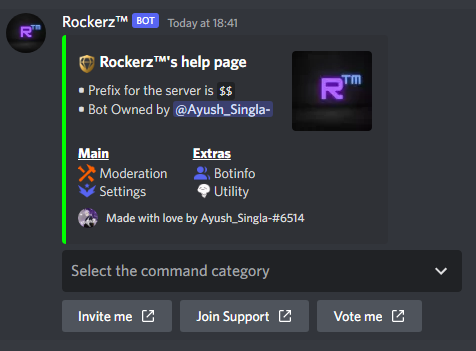 Rockerz™ BOT Today at 18:41
Rockerz™'s help page
R™
• Prefix for the server is $$
• Bot Owned by @Ayush_Singla-
Main Extras
Moderation Botinfo
Settings Utility
Made with love by Ayush_Singla-#6514
Select the command category
Invite me Join Support Vote me